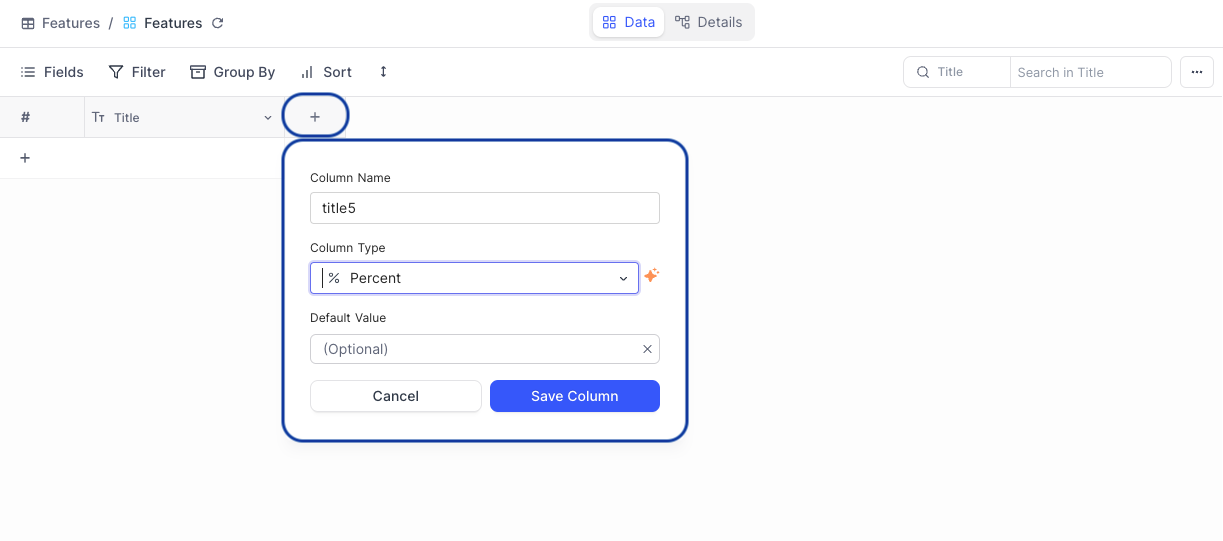 Features / Features
Data Details
Fields Filter Group By Sort
Title Search in Title
# Tт Title +
+
Column Name
title5
Column Type
% Percent
Default Value
(Optional)
Cancel Save Column